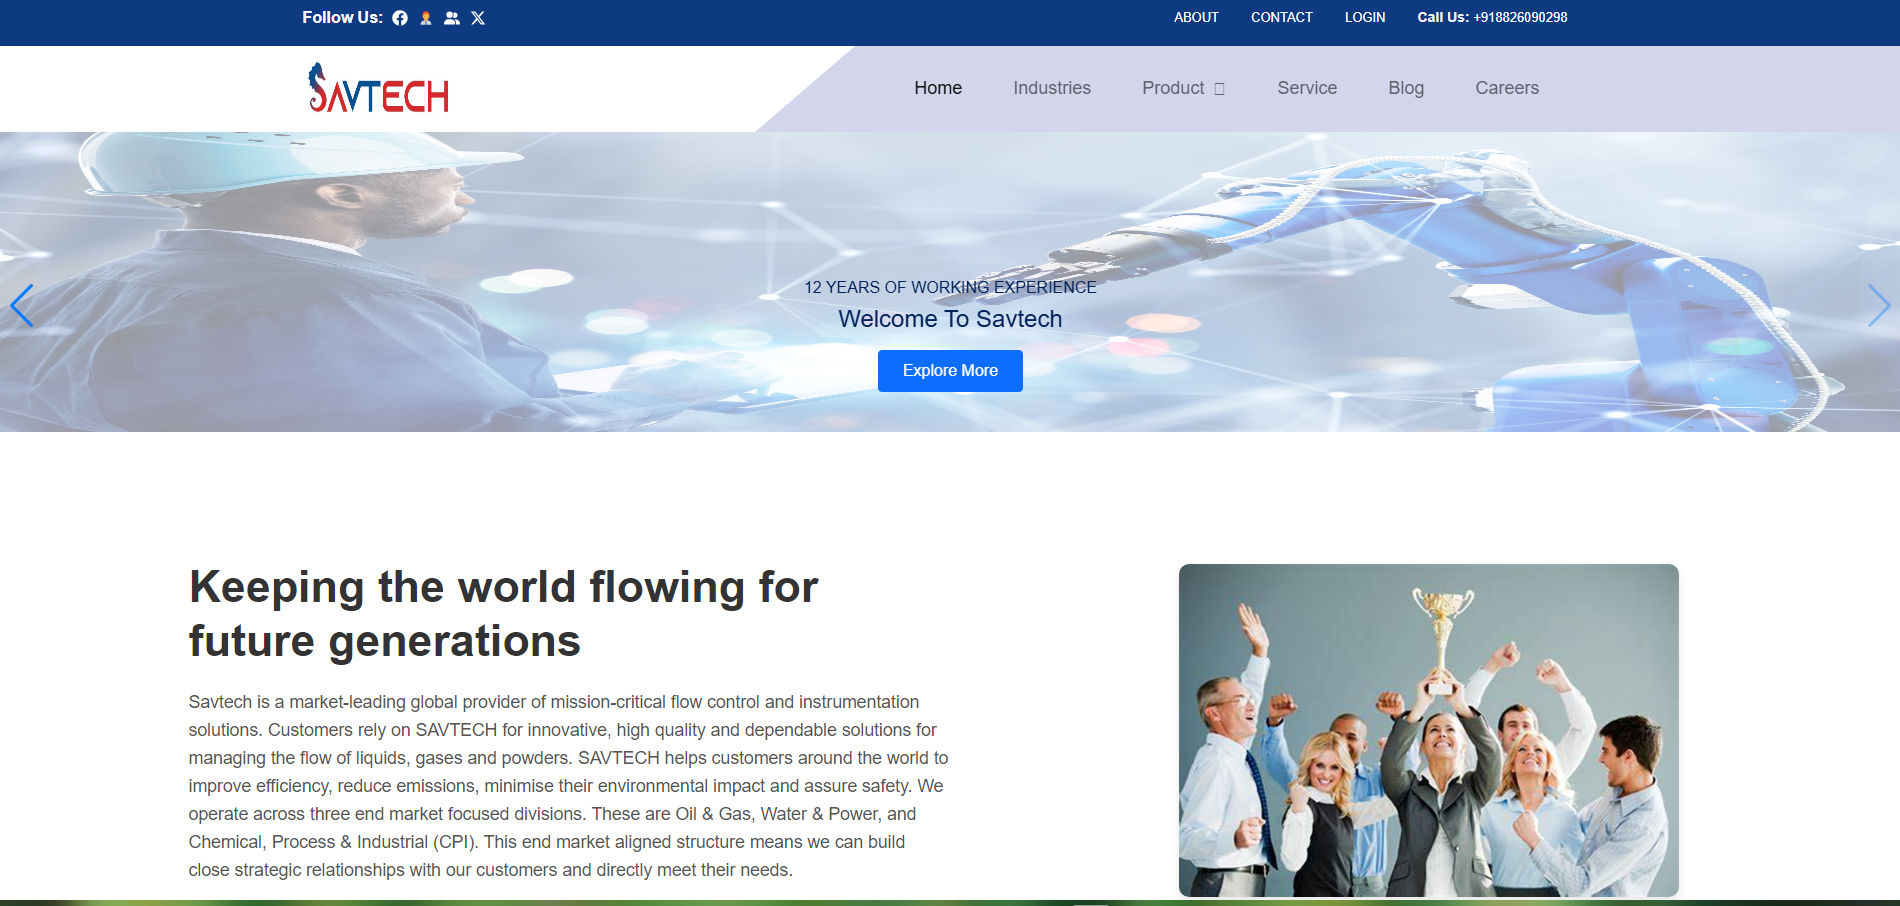 Follow Us:
ABOUT CONTACT LOGIN Call Us: +918826090298
SAVTECH
Home Industries Product Service Blog Careers
12 YEARS OF WORKING EXPERIENCE
Welcome To Savtech
Explore More
Keeping the world flowing for
future generations
Savtech is a market-leading global provider of mission-critical flow control and instrumentation
solutions. Customers rely on SAVTECH for innovative, high quality and dependable solutions for
managing the flow of liquids, gases and powders. SAVTECH helps customers around the world to
improve efficiency, reduce emissions, minimise their environmental impact and assure safety. We
operate across three end market focused divisions. These are Oil & Gas, Water & Power, and
Chemical, Process & Industrial (CPI). This end market aligned structure means we can build
close strategic relationships with our customers and directly meet their needs.